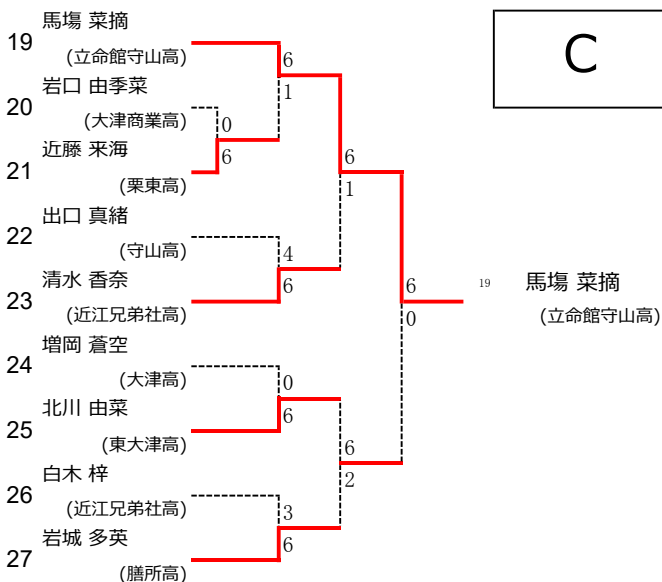 C
19 馬場 菜摘
(立命館守山高)
20 岩口 由季菜
(大津商業高)
21 近藤 来海
(栗東高)
22 出口 真緒
(守山高)
23 清水 香奈
(近江兄弟社高)
24 増岡 蒼空
(大津高)
25 北川 由菜
(東大津高)
26 白木 梓
(近江兄弟社高)
27 岩城 多英
(膳所高)
0
6
6
1
4
6
0
6
3
6
6
1
6
2
6
0
19 馬場 菜摘
(立命館守山高)